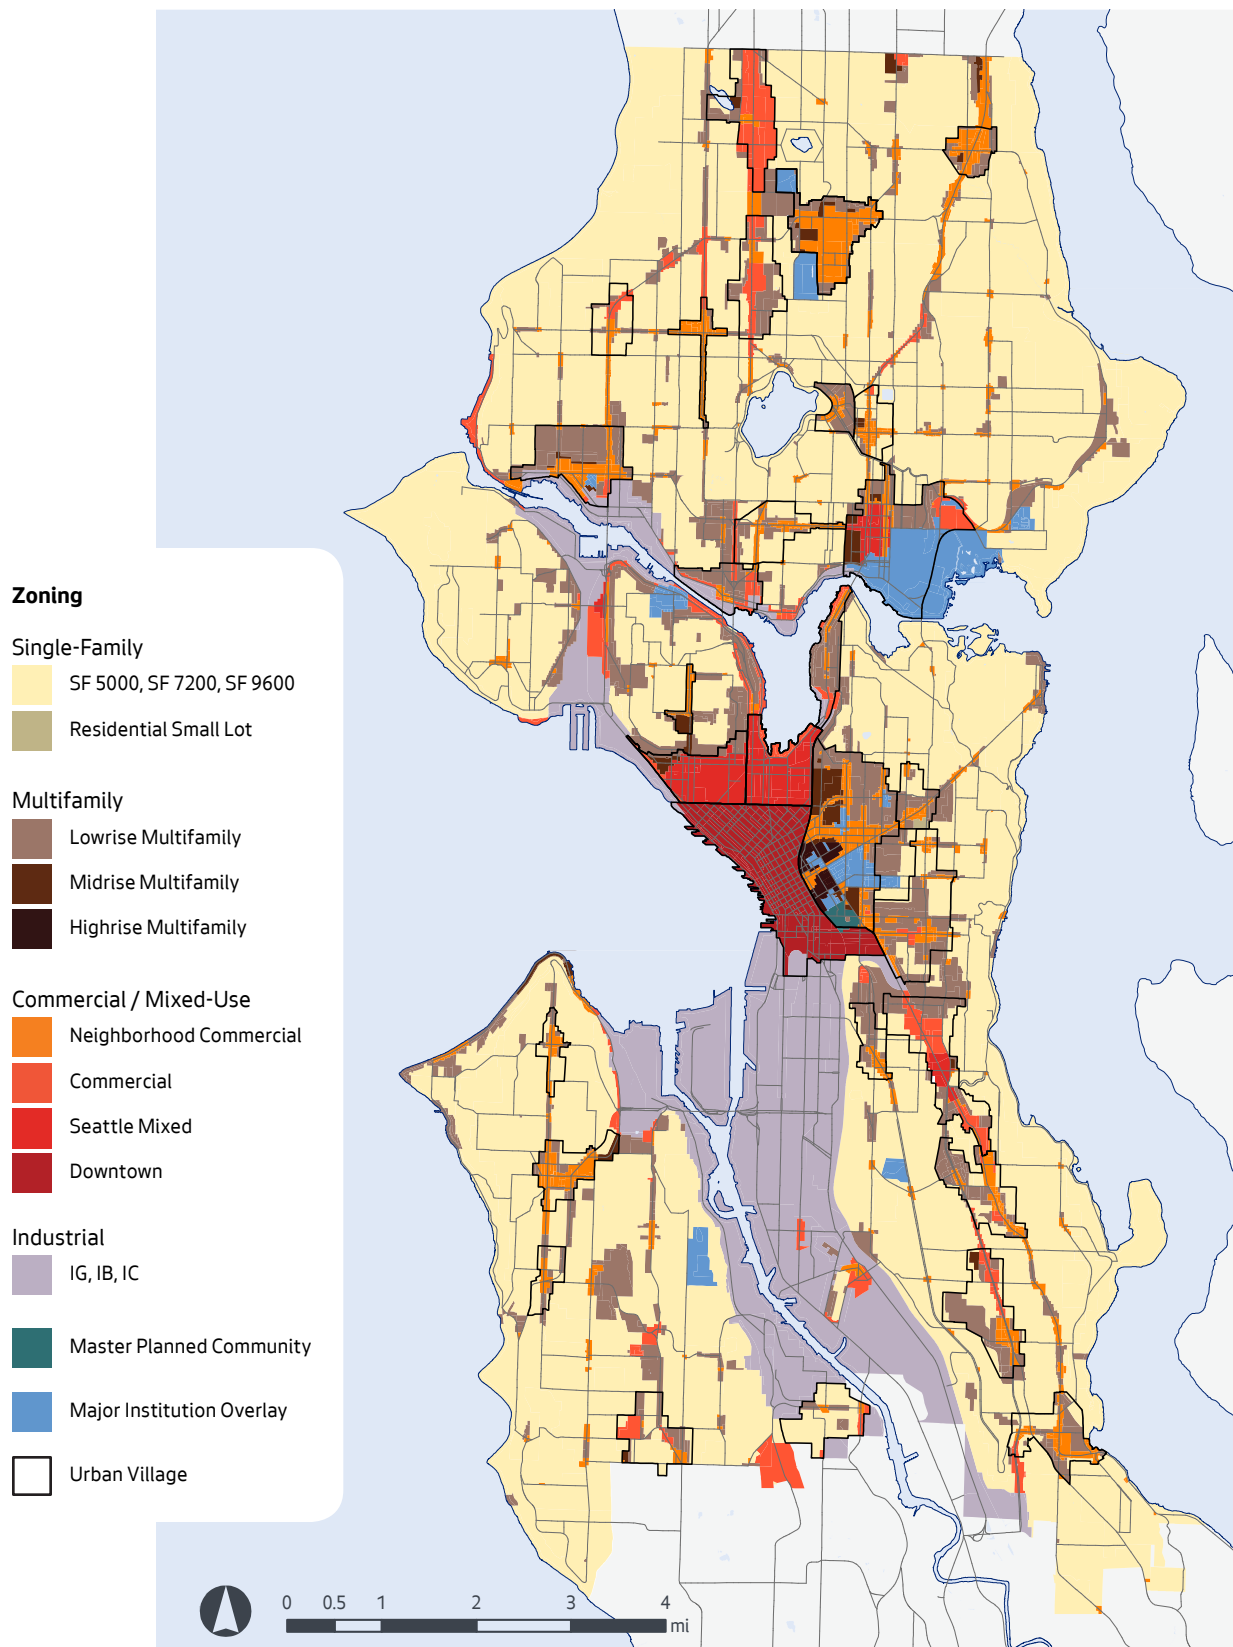 Zoning
Single-Family
SF 5000, SF 7200, SF 9600
Residential Small Lot
Multifamily
Lowrise Multifamily
Midrise Multifamily
Highrise Multifamily
Commercial / Mixed-Use
Neighborhood Commercial
Commercial
Seattle Mixed
Downtown
Industrial
IG, IB, IC
Master Planned Community
Major Institution Overlay
Urban Village
0 0.5 1 2 3 4
mi